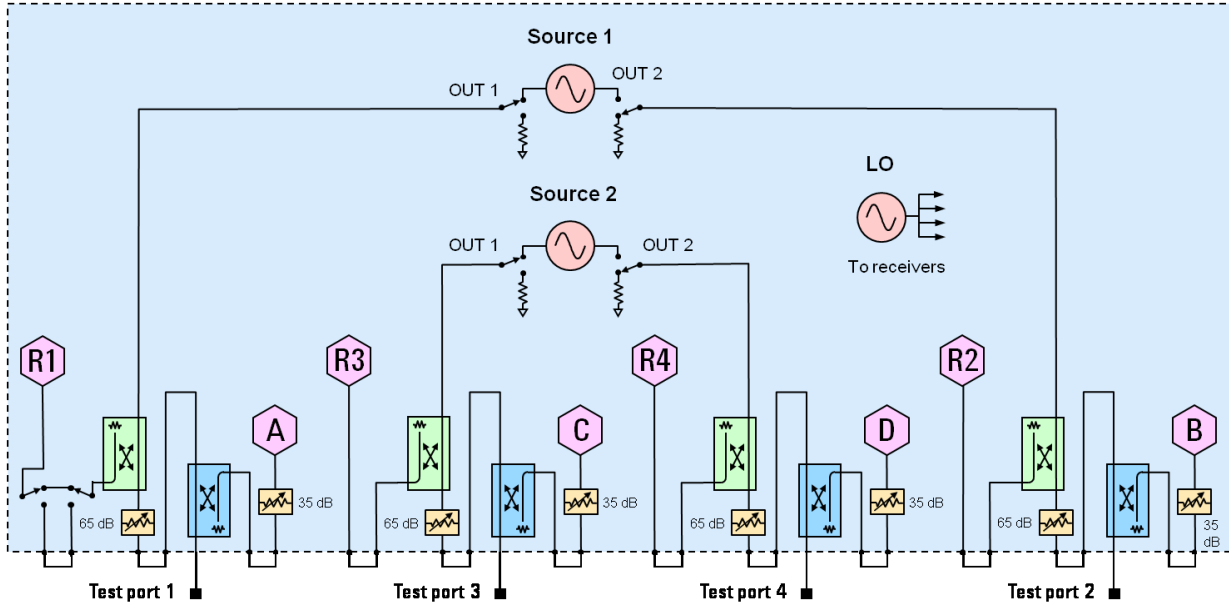 Source 1
OUT 1
OUT 2
LO
Source 2
OUT 1
OUT 2
To receivers
R1
R3
R4
R2
A
C
D
B
65 dB
35 dB
65 dB
35 dB
65 dB
35 dB
65 dB
35
dB
Test port 1
Test port 3
Test port 4
Test port 2